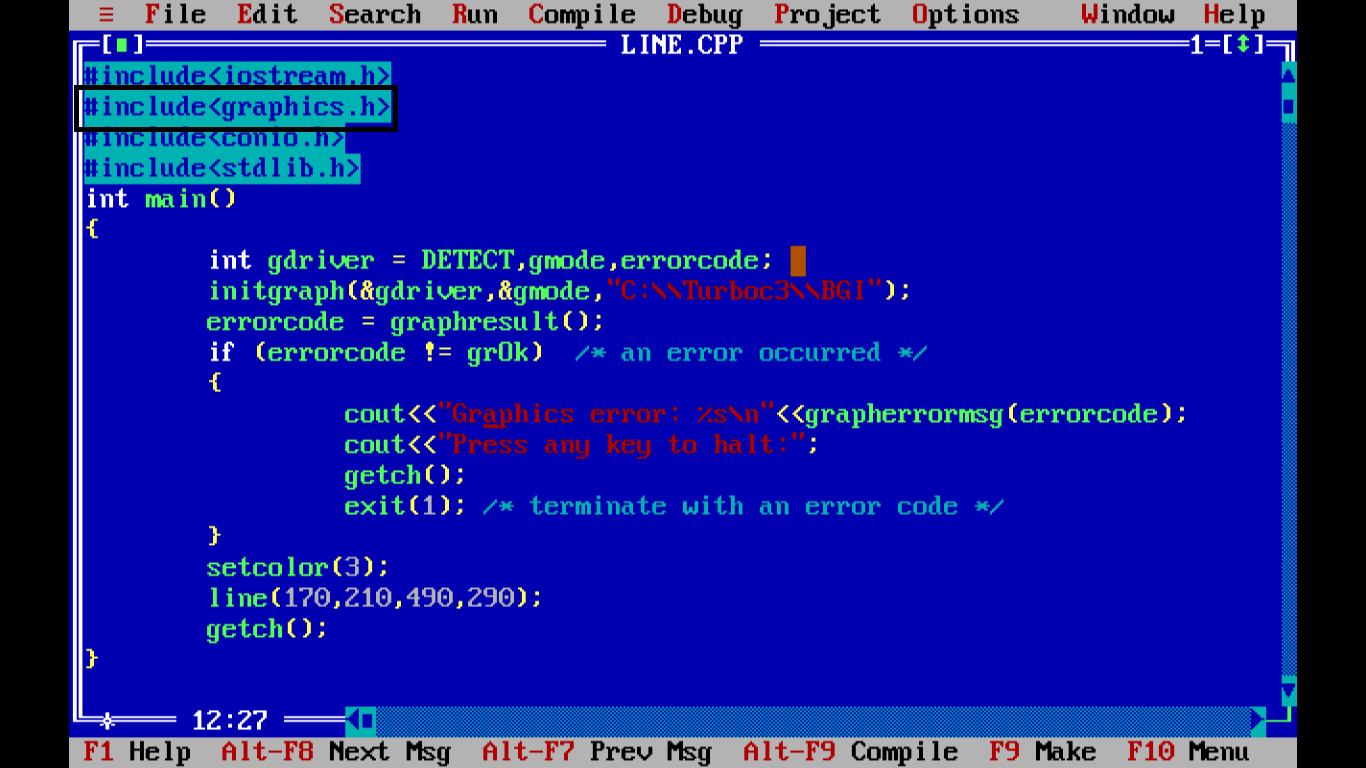 ≡ File Edit Search Run Compile Debug Project Options Window Help
[■] LINE.CPP 1=[↕]
#include<iostream.h>
#include<graphics.h>
#include<conio.h>
#include<stdlib.h>
int main()
{
int gdriver = DETECT,gmode,errorcode;
initgraph(&gdriver,&gmode,"C:\\Turboc3\\BGI");
errorcode = graphresult();
if (errorcode != grOk) /* an error occurred */
{
cout<<"Graphics error: %s\n"<<grapherrormsg(errorcode);
cout<<"Press any key to halt:";
getch();
exit(1); /* terminate with an error code */
}
setcolor(3);
line(170,210,490,290);
getch();
}
12:27
F1 Help Alt-F8 Next Msg Alt-F7 Prev Msg Alt-F9 Compile F9 Make F10 Menu